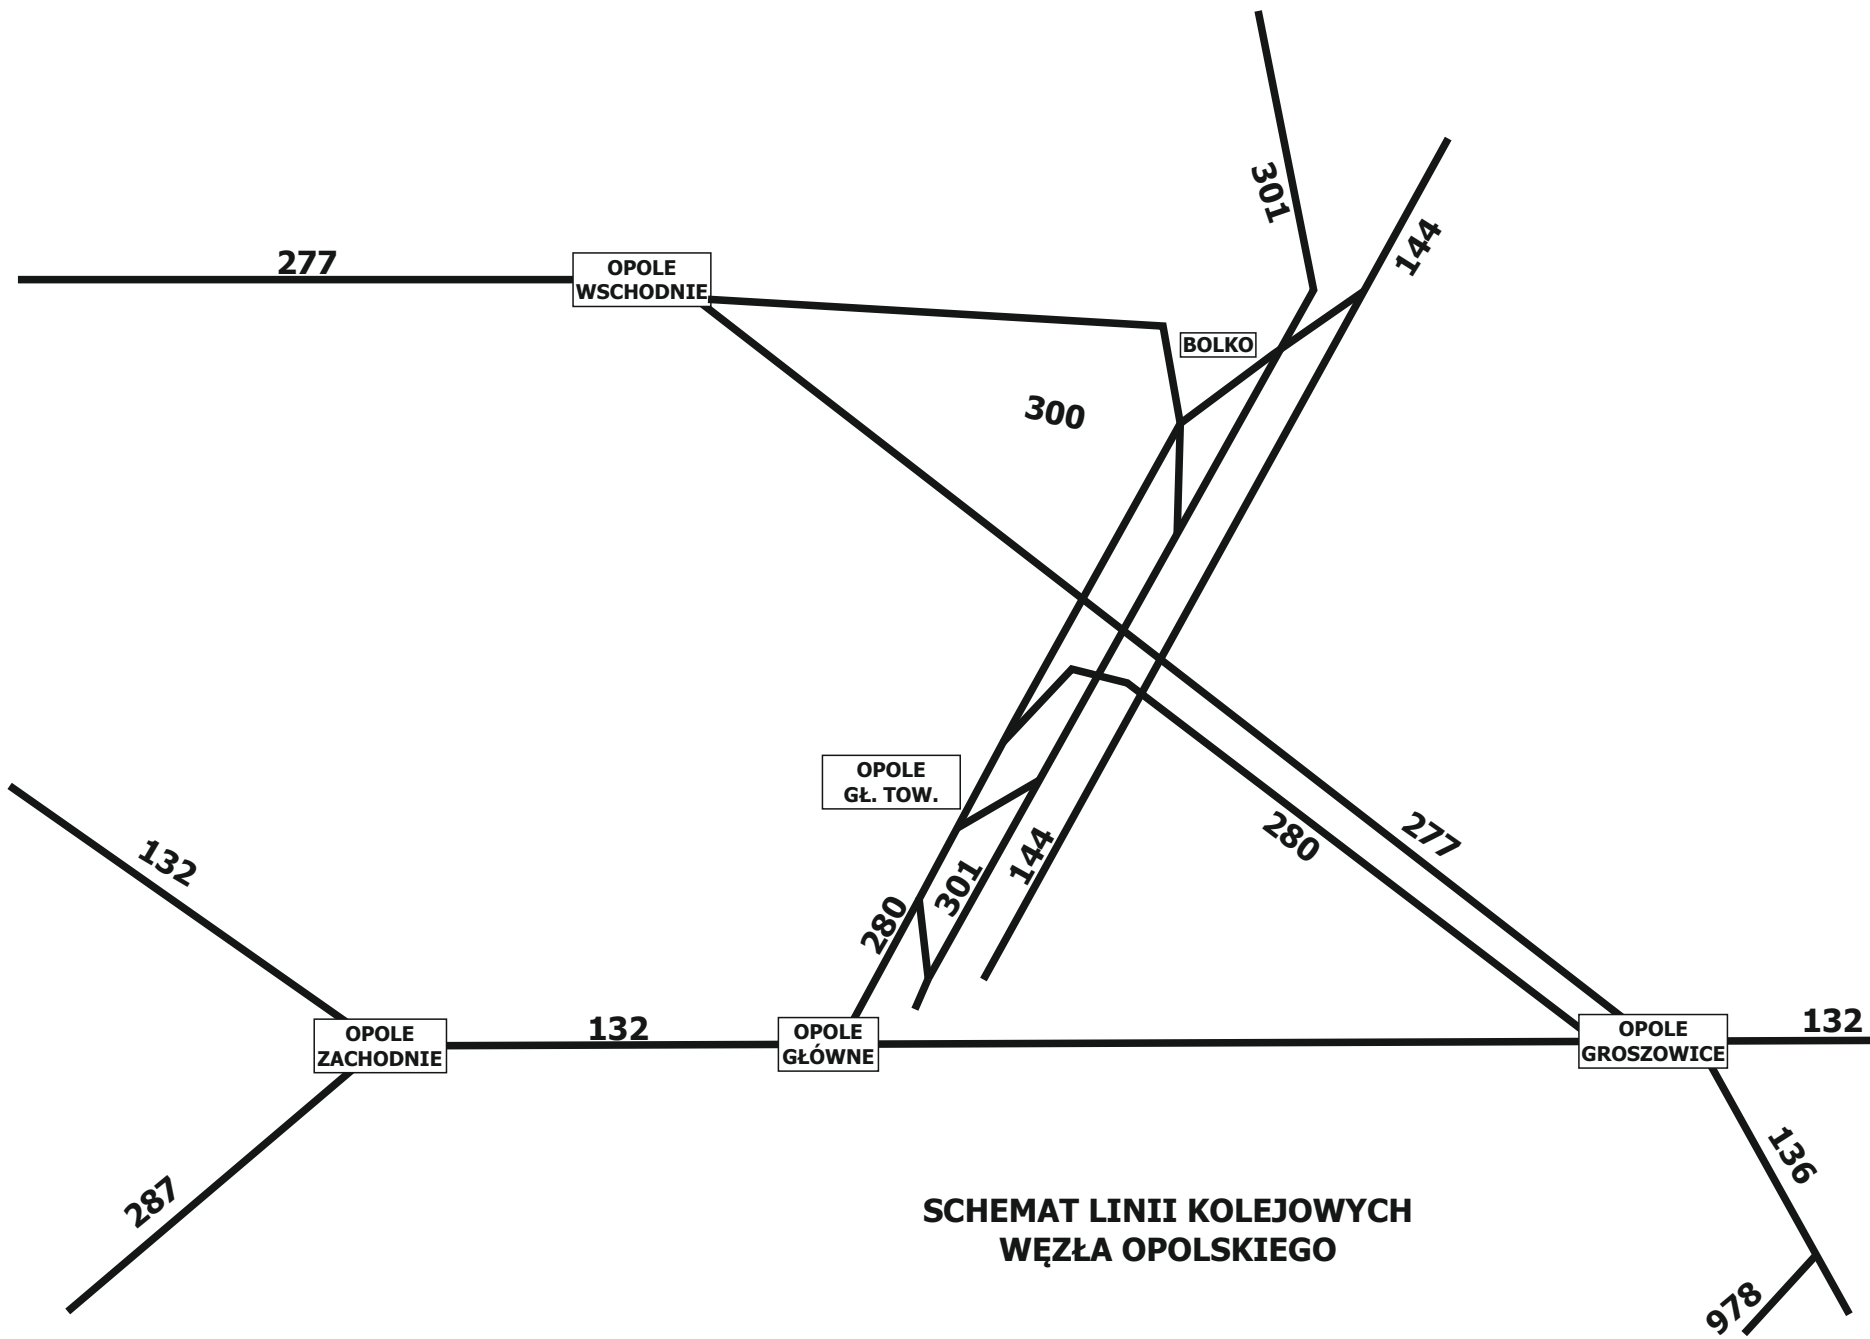 301
144
277
OPOLE
WSCHODNIE
BOLKO
300
OPOLE
GŁ. TOW.
132
280
277
144
301
280
132
OPOLE
ZACHODNIE
OPOLE
GŁÓWNE
OPOLE
GROSZOWICE
132
136
287
SCHEMAT LINII KOLEJOWYCH
WĘZŁA OPOLSKIEGO
978